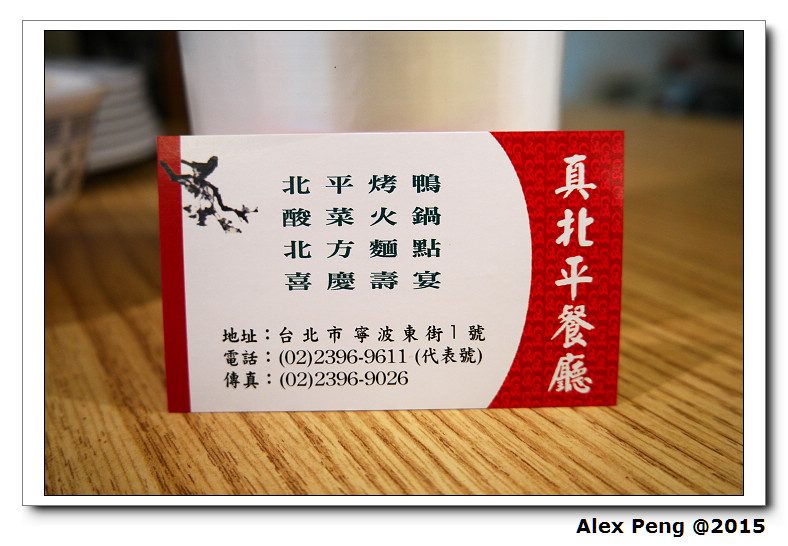 北平烤鴨
酸菜火鍋
北方麵點
喜慶壽宴
地址：台北市寧波東街1號
電話：(02)2396-9611 (代表號)
傳真：(02)2396-9026
真北平餐廳
Alex Peng @2015